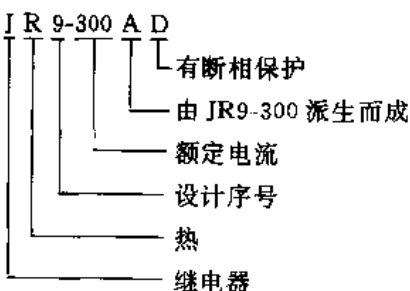 J R 9-300 A D
有断相保护
由 JR9-300 派生而成
额定电流
设计序号
热
继电器